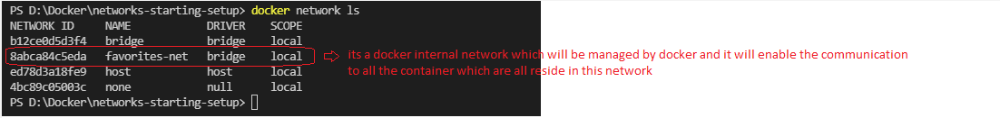 PS D:\Docker\networks-starting-setup> docker network ls
NETWORK ID NAME DRIVER SCOPE
b12ce0d5d3f4 bridge bridge local
8abca84c5eda favorites-net bridge local
its a docker internal network which will be managed by docker and it will enable the communication
to all the container which are all reside in this network
ed78d3a18fe9 host host local
4bc89c05003c none null local
PS D:\Docker\networks-starting-setup>